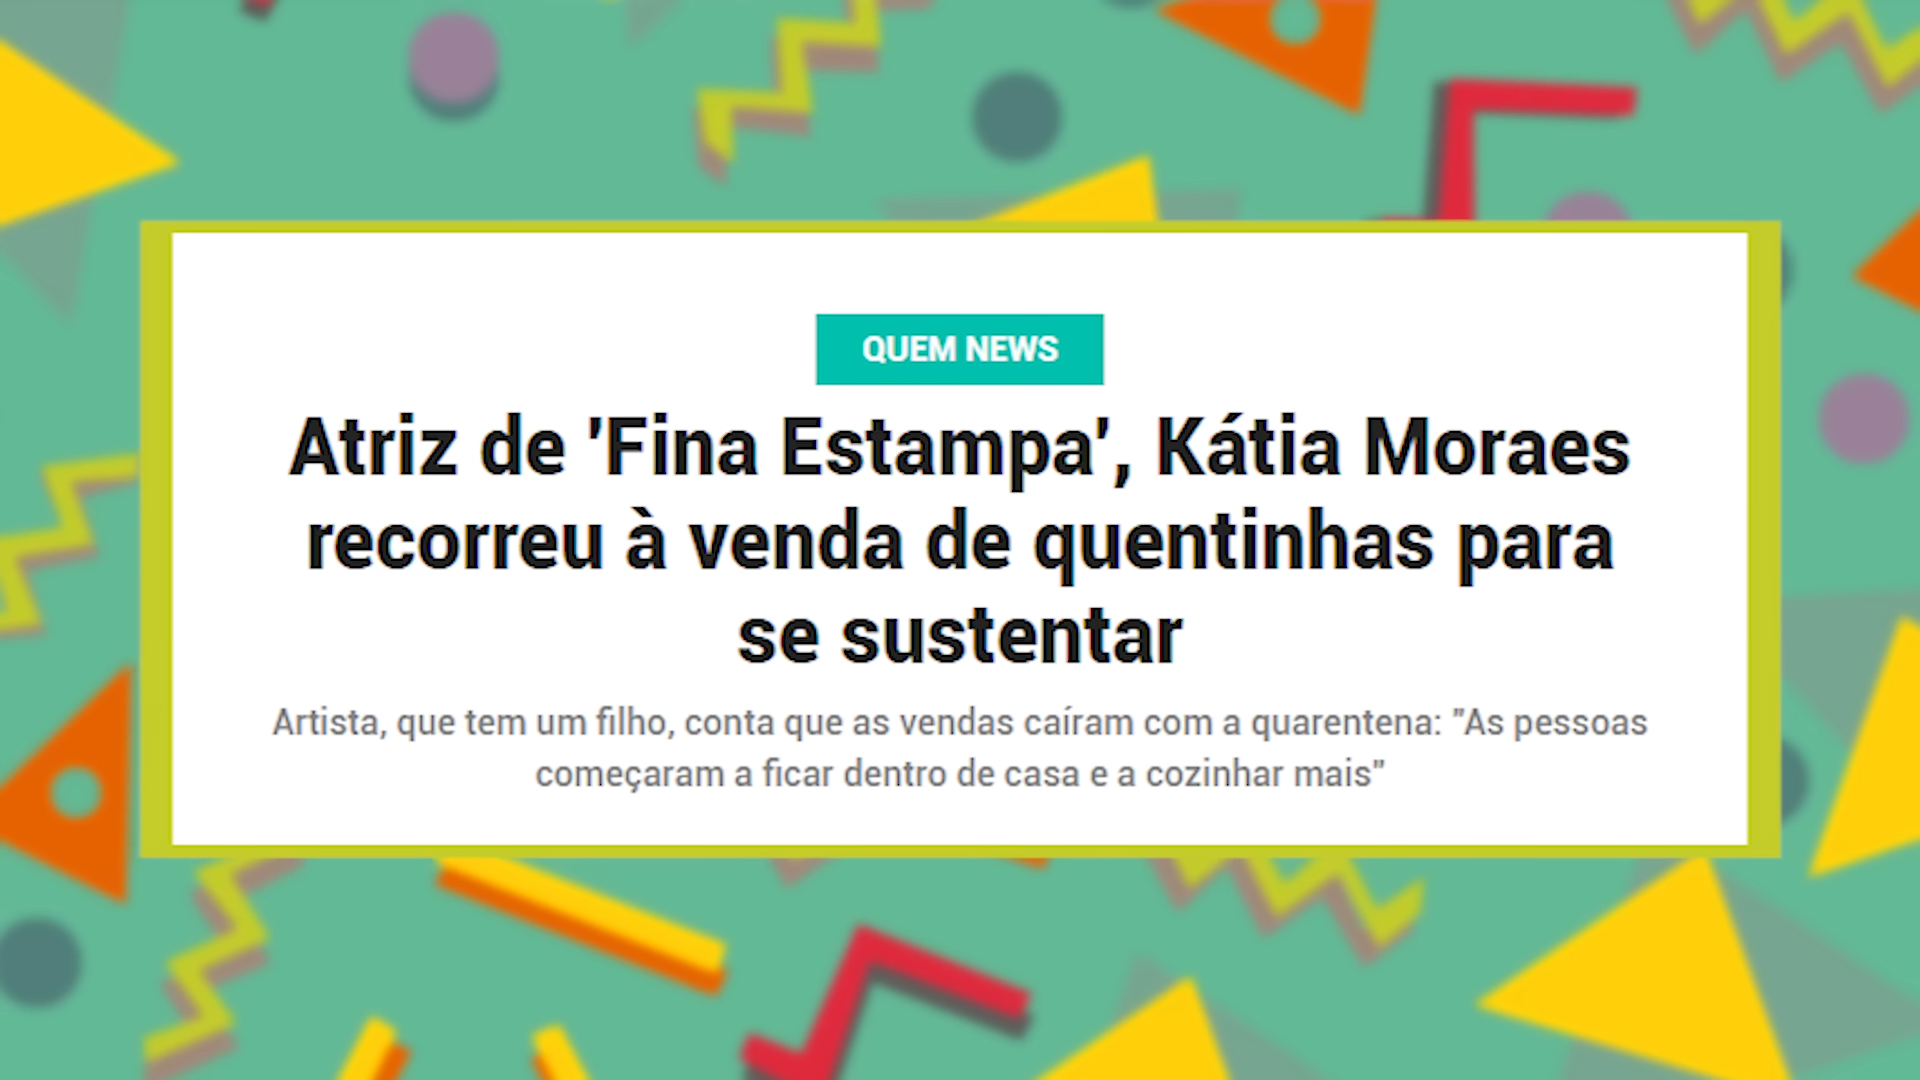 QUEM NEWS
Atriz de 'Fina Estampa', Kátia Moraes
recorreu à venda de quentinhas para
se sustentar
Artista, que tem um filho, conta que as vendas caíram com a quarentena: "As pessoas
começaram a ficar dentro de casa e a cozinhar mais"